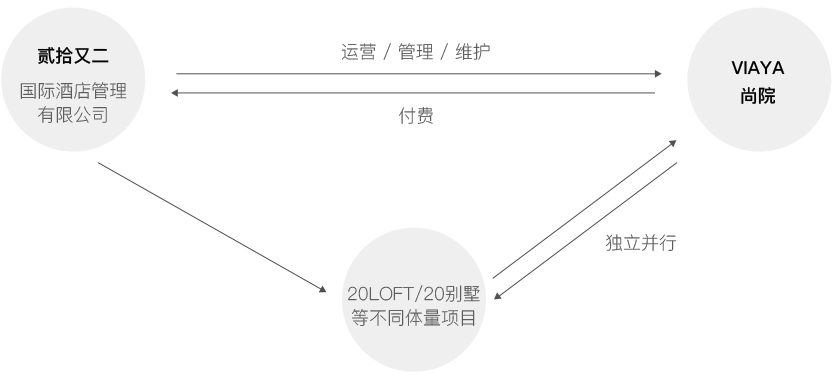 贰拾又二
国际酒店管理
有限公司
运营 / 管理 / 维护
付费
VIAYA
尚院
独立并行
20LOFT/20别墅
等不同体量项目